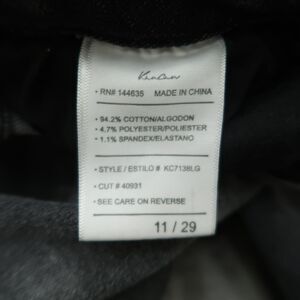 KanCan
• RN# 144635 MADE IN CHINA
• 94.2% COTTON/ALGODON
• 4.7% POLYESTER/POLIESTER
• 1.1% SPANDEX/ELASTANO
• STYLE / ESTILO # KC7138LG
• CUT # 40931
• SEE CARE ON REVERSE
11 / 29